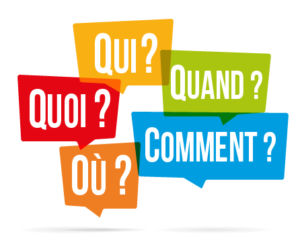 QUI ?
QUAND ?
QUOI ?
COMMENT ?
OÙ ?